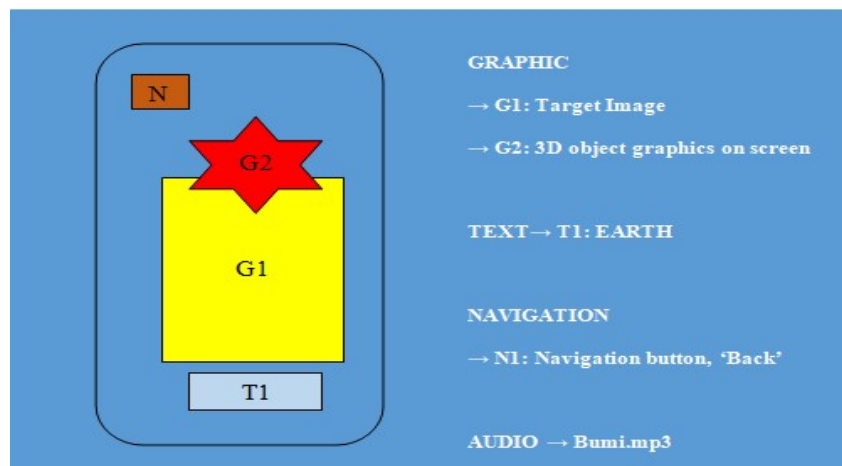 N
G2
G1
T1
GRAPHIC
→ G1: Target Image
→ G2: 3D object graphics on screen
TEXT→ T1: EARTH
NAVIGATION
→ N1: Navigation button, ‘Back’
AUDIO → Bumi.mp3